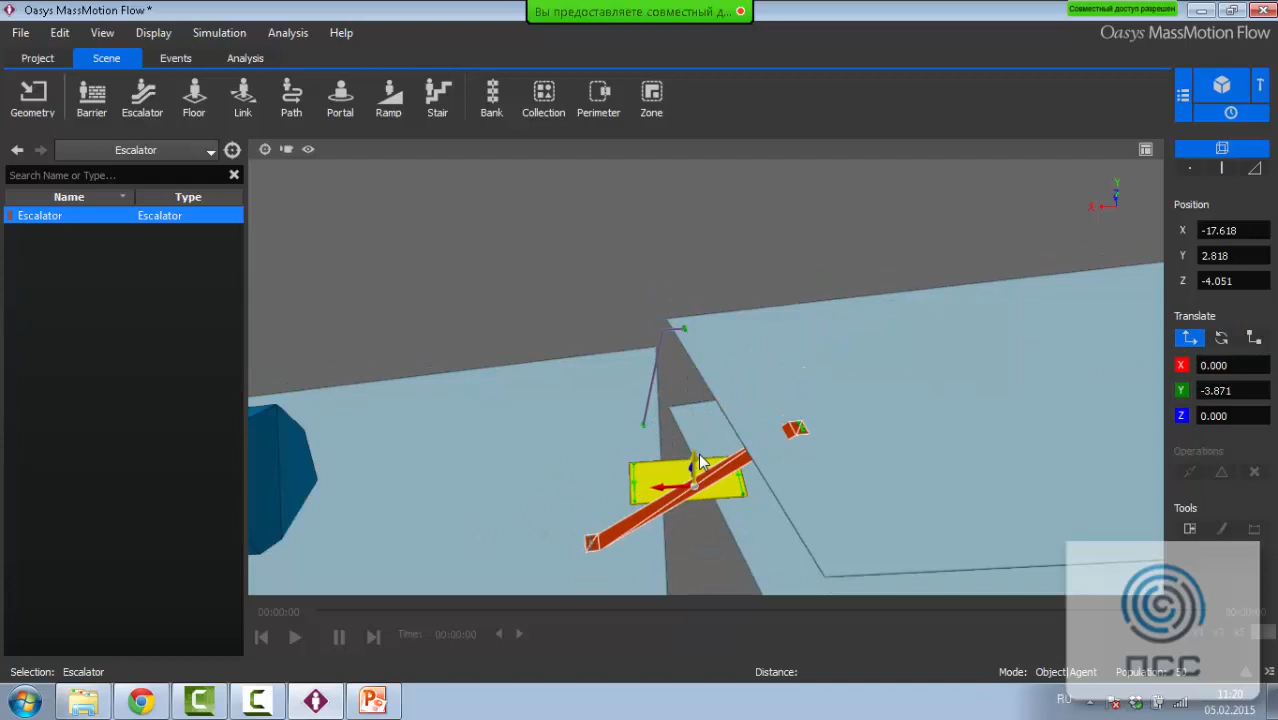 Oasys MassMotion Flow *
Вы предоставляете совместный д...
Совместный доступ разрешен
File Edit View Display Simulation Analysis Help
Oasys MassMotion Flow
Project Scene Events Analysis
Geometry Barrier Escalator Floor Link Path Portal Ramp Stair Bank Collection Perimeter Zone
Escalator
Search Name or Type...
Name Type
Escalator Escalator
Y
Z
X
Position
X -17.618
Y 2.818
Z -4.051
Translate
X 0.000
Y -3.871
Z 0.000
Operations
Tools
00:00:00
Time: 00:00:00
ПСС
Selection: Escalator
Distance:
Mode: Object|Agent
Population: 50
RU
11:20
05.02.2015